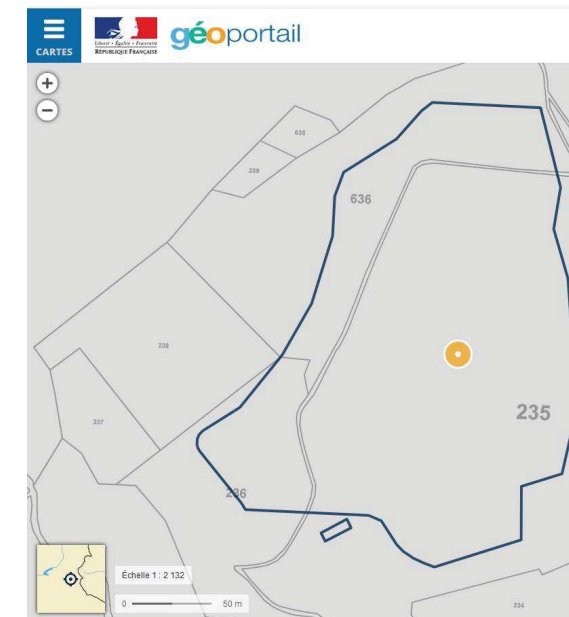 CARTES
Liberté • Égalité • Fraternité
RÉPUBLIQUE FRANÇAISE
géoportail
+
−
638
239
636
238
235
237
236
Échelle 1 : 2 132
0 50 m
234